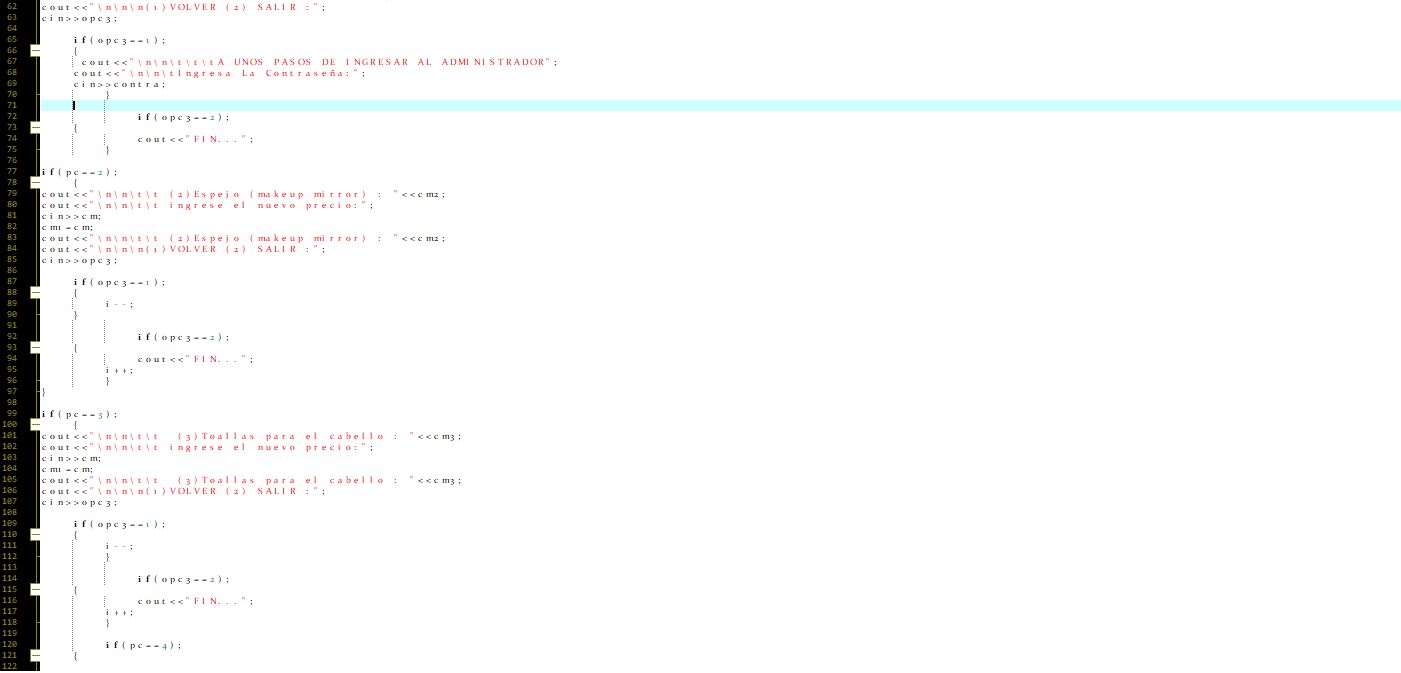 62 cout<<"\n\n\n(1)VOLVER (2) SALIR :";
63 cin>>opc3;
64
65 if(opc3==1);
66 {
67 cout<<"\n\n\t\t\tA UNOS PASOS DE INGRESAR AL ADMINISTRADOR";
68 cout<<"\n\n\tIngresa La Contraseña:";
69 cin>>contra;
70 }
71
72 if(opc3==2);
73 {
74 cout<<"FIN...";
75 }
76
77 if(pc==2);
78 {
79 cout<<"\n\n\t\t (2)Espejo (makeup mirror) : "<<cm2;
80 cout<<"\n\n\t\t ingrese el nuevo precio:";
81 cin>>cm;
82 cm1=cm;
83 cout<<"\n\n\t\t (2)Espejo (makeup mirror) : "<<cm2;
84 cout<<"\n\n\n(1)VOLVER (2) SALIR :";
85 cin>>opc3;
86
87 if(opc3==1);
88 {
89 i--;
90 }
91
92 if(opc3==2);
93 {
94 cout<<"FIN...";
95 i++;
96 }
97 }
98
99 if(pc==3);
100 {
101 cout<<"\n\n\t\t  (3)Toallas para el cabello : "<<cm3;
102 cout<<"\n\n\t\t ingrese el nuevo precio:";
103 cin>>cm;
104 cm1=cm;
105 cout<<"\n\n\t\t  (3)Toallas para el cabello : "<<cm3;
106 cout<<"\n\n\n(1)VOLVER (2) SALIR :";
107 cin>>opc3;
108
109 if(opc3==1);
110 {
111 i--;
112 }
113
114 if(opc3==2);
115 {
116 cout<<"FIN...";
117 i++;
118 }
119
120 if(pc==4);
121 {
122